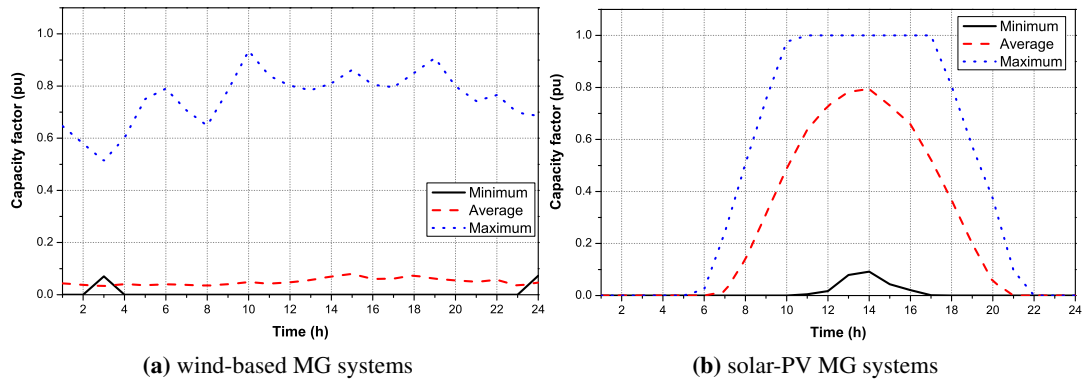 1.0
0.8
0.6
0.4
0.2
0.0
Capacity factor (pu)
Minimum
Average
Maximum
2 4 6 8 10 12 14 16 18 20 22 24
Time (h)
(a) wind-based MG systems
1.0
0.8
0.6
0.4
0.2
0.0
Capacity factor (pu)
Minimum
Average
Maximum
2 4 6 8 10 12 14 16 18 20 22 24
Time (h)
(b) solar-PV MG systems